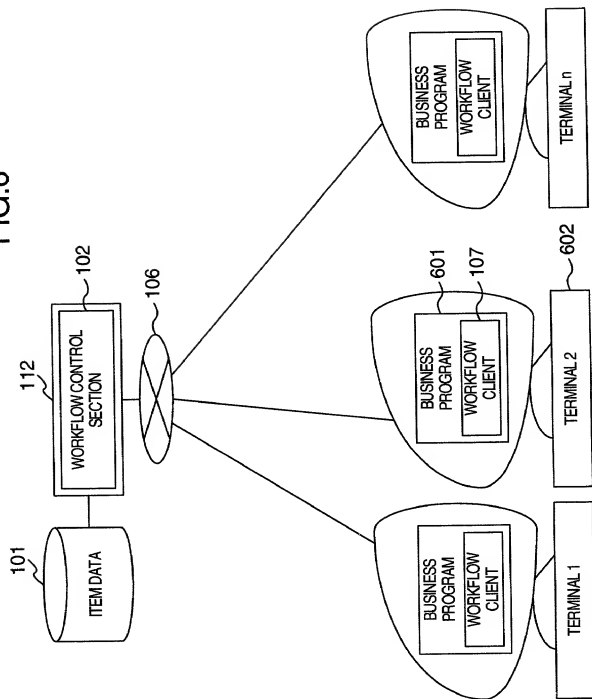 FIG.6
112
102
101
WORKFLOW CONTROL
SECTION
ITEM DATA
106
BUSINESS
PROGRAM
WORKFLOW
CLIENT
TERMINAL 1
601
107
BUSINESS
PROGRAM
WORKFLOW
CLIENT
602
TERMINAL 2
BUSINESS
PROGRAM
WORKFLOW
CLIENT
TERMINAL n